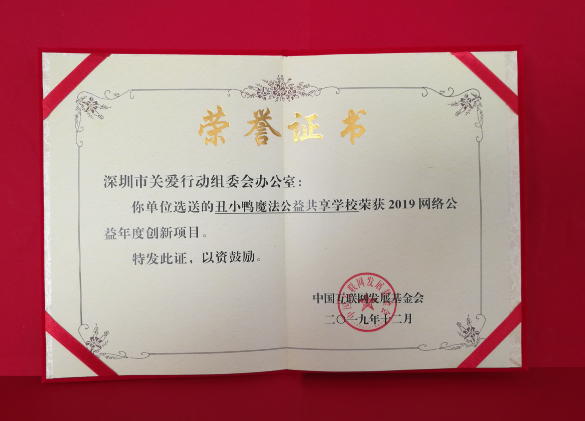 荣誉证书
深圳市关爱行动组委会办公室：
你单位选送的丑小鸭魔法公益共享学校荣获2019网络公
益年度创新项目。
特发此证，以资鼓励。
中国互联网发展基金会
二〇一九年十二月